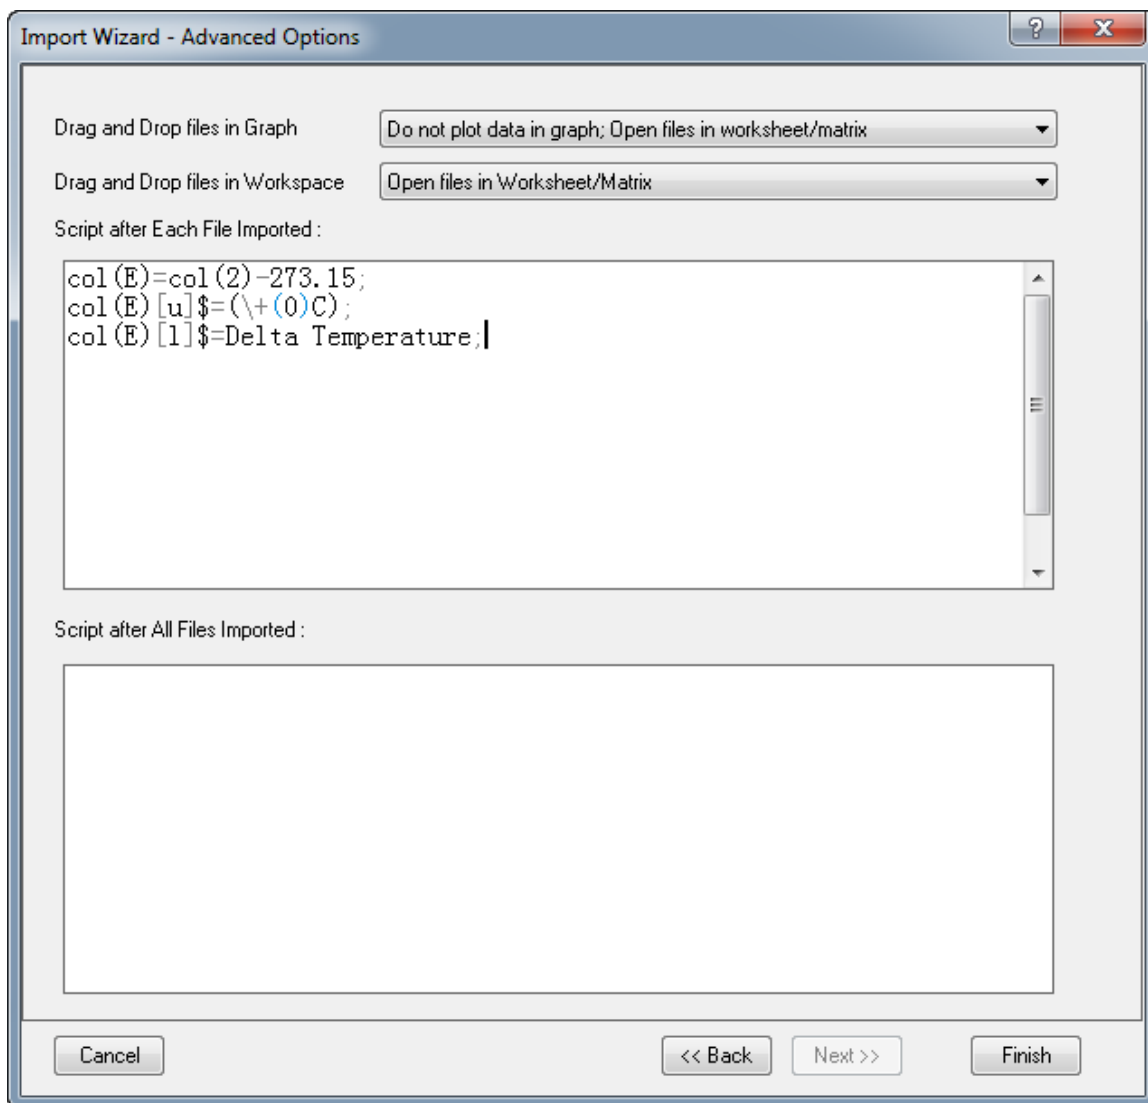 Import Wizard - Advanced Options
?
X
Drag and Drop files in Graph
Do not plot data in graph; Open files in worksheet/matrix
Drag and Drop files in Workspace
Open files in Worksheet/Matrix
Script after Each File Imported :
col(E)=col(2)-273.15;
col(E)[u]$=(\+(0)C);
col(E)[l]$=Delta Temperature;
Script after All Files Imported :
Cancel
<< Back
Next >>
Finish